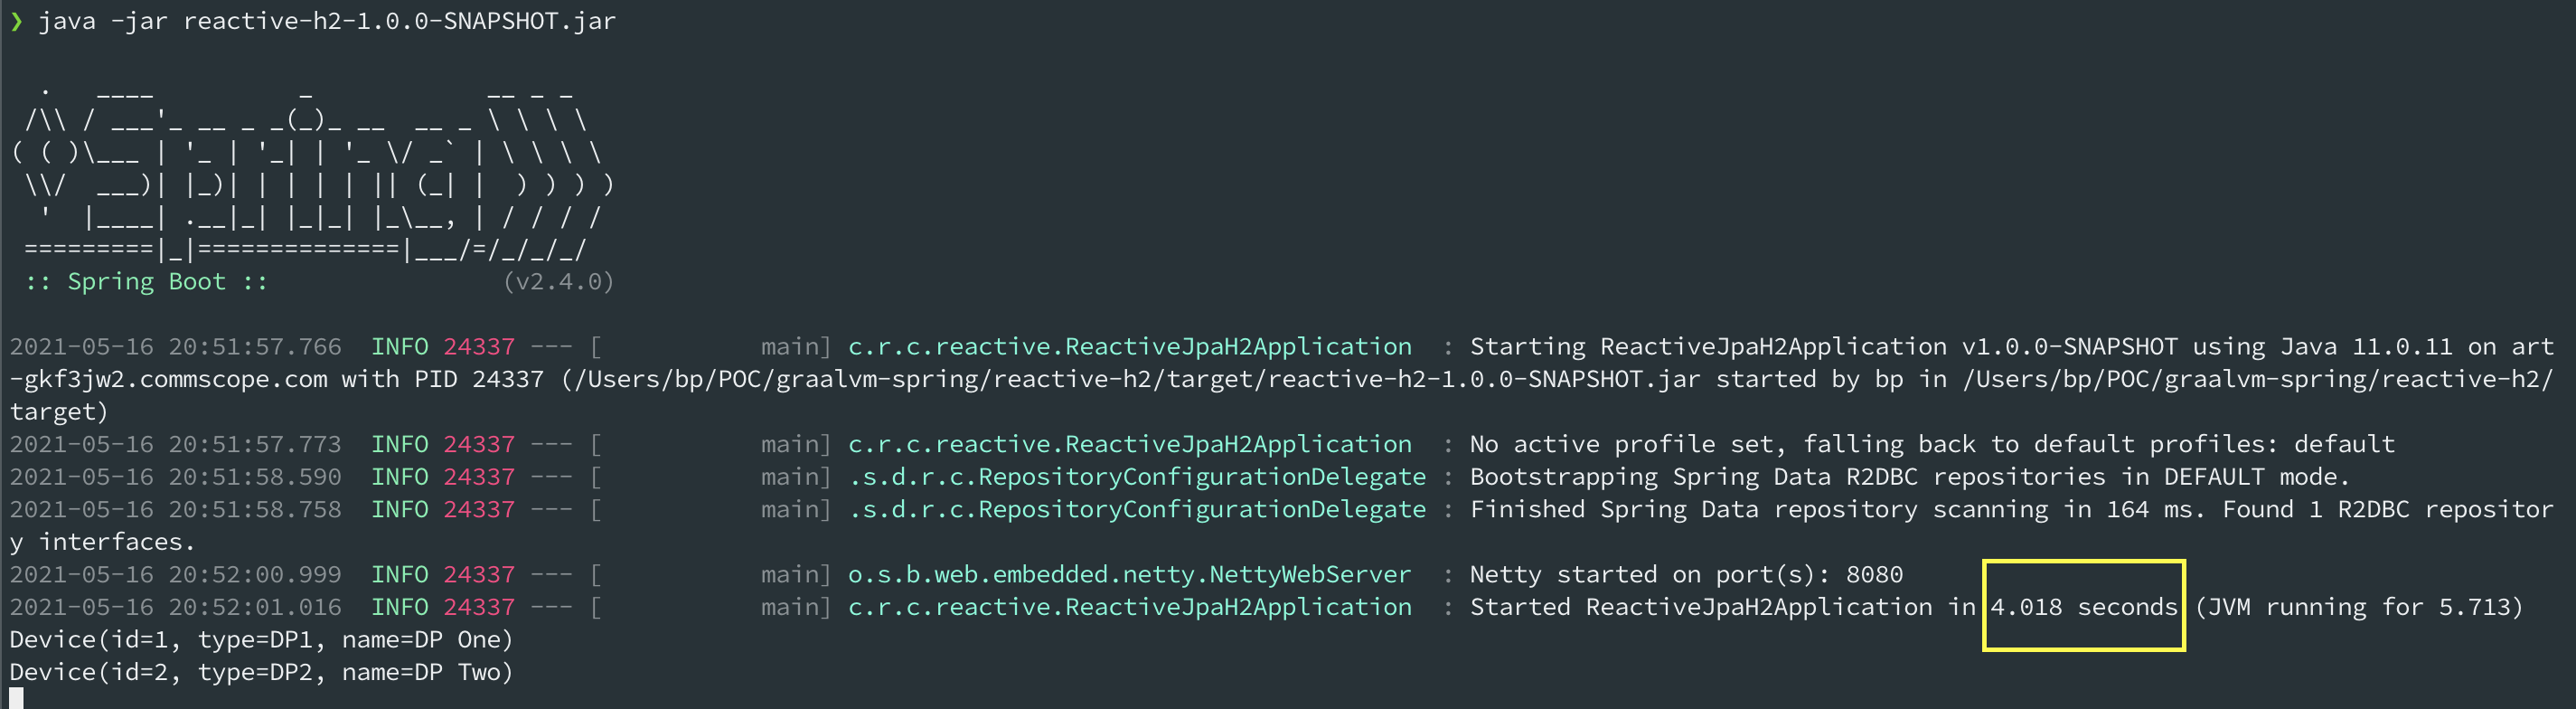 ❯ java -jar reactive-h2-1.0.0-SNAPSHOT.jar
  .   ____          _            __ _ _
 /\\ / ___'_ __ _ _(_)_ __  __ _ \ \ \ \
( ( )\___ | '_ | '_| | '_ \/ _` | \ \ \ \
 \\/  ___)| |_)| | | | | || (_| |  ) ) ) )
  '  |____| .__|_| |_|_| |_\__, | / / / /
 =========|_|==============|___/=/_/_/_/
 :: Spring Boot ::                (v2.4.0)
2021-05-16 20:51:57.766  INFO 24337 --- [           main] c.r.c.reactive.ReactiveJpaH2Application  : Starting ReactiveJpaH2Application v1.0.0-SNAPSHOT using Java 11.0.11 on art
-gkf3jw2.commscope.com with PID 24337 (/Users/bp/POC/graalvm-spring/reactive-h2/target/reactive-h2-1.0.0-SNAPSHOT.jar started by bp in /Users/bp/POC/graalvm-spring/reactive-h2/
target)
2021-05-16 20:51:57.773  INFO 24337 --- [           main] c.r.c.reactive.ReactiveJpaH2Application  : No active profile set, falling back to default profiles: default
2021-05-16 20:51:58.590  INFO 24337 --- [           main] .s.d.r.c.RepositoryConfigurationDelegate : Bootstrapping Spring Data R2DBC repositories in DEFAULT mode.
2021-05-16 20:51:58.758  INFO 24337 --- [           main] .s.d.r.c.RepositoryConfigurationDelegate : Finished Spring Data repository scanning in 164 ms. Found 1 R2DBC repositor
y interfaces.
2021-05-16 20:52:00.999  INFO 24337 --- [           main] o.s.b.web.embedded.netty.NettyWebServer  : Netty started on port(s): 8080
2021-05-16 20:52:01.016  INFO 24337 --- [           main] c.r.c.reactive.ReactiveJpaH2Application  : Started ReactiveJpaH2Application in 4.018 seconds (JVM running for 5.713)
Device(id=1, type=DP1, name=DP One)
Device(id=2, type=DP2, name=DP Two)